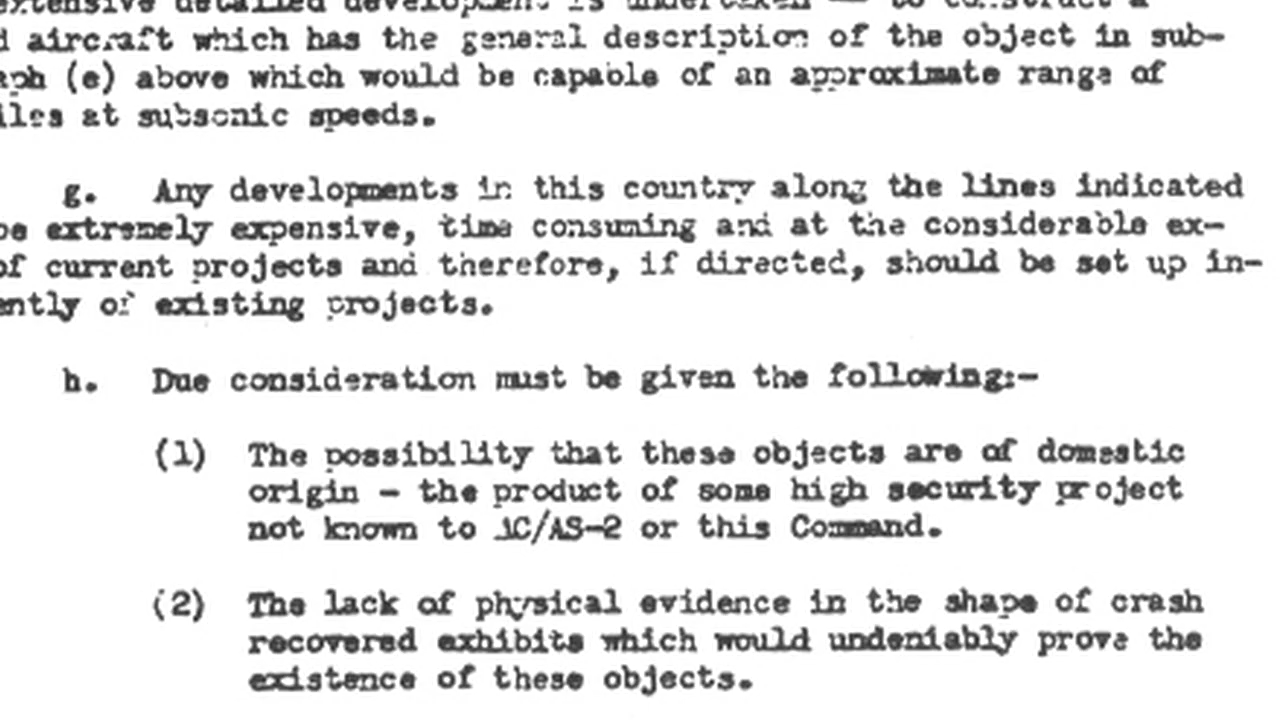 extensive detailed development is undertaken -- to construct a
d aircraft which has the general description of the object in sub-
aph (e) above which would be capable of an approximate range of
iles at subsonic speeds.
g. Any developments in this country along the lines indicated
be extremely expensive, time consuming and at the considerable ex-
of current projects and therefore, if directed, should be set up in-
ently of existing projects.
h. Due consideration must be given the following:-
(1) The possibility that these objects are of domestic
origin - the product of some high security project
not known to AC/AS-2 or this Command.
(2) The lack of physical evidence in the shape of crash
recovered exhibits which would undeniably prove the
existence of these objects.